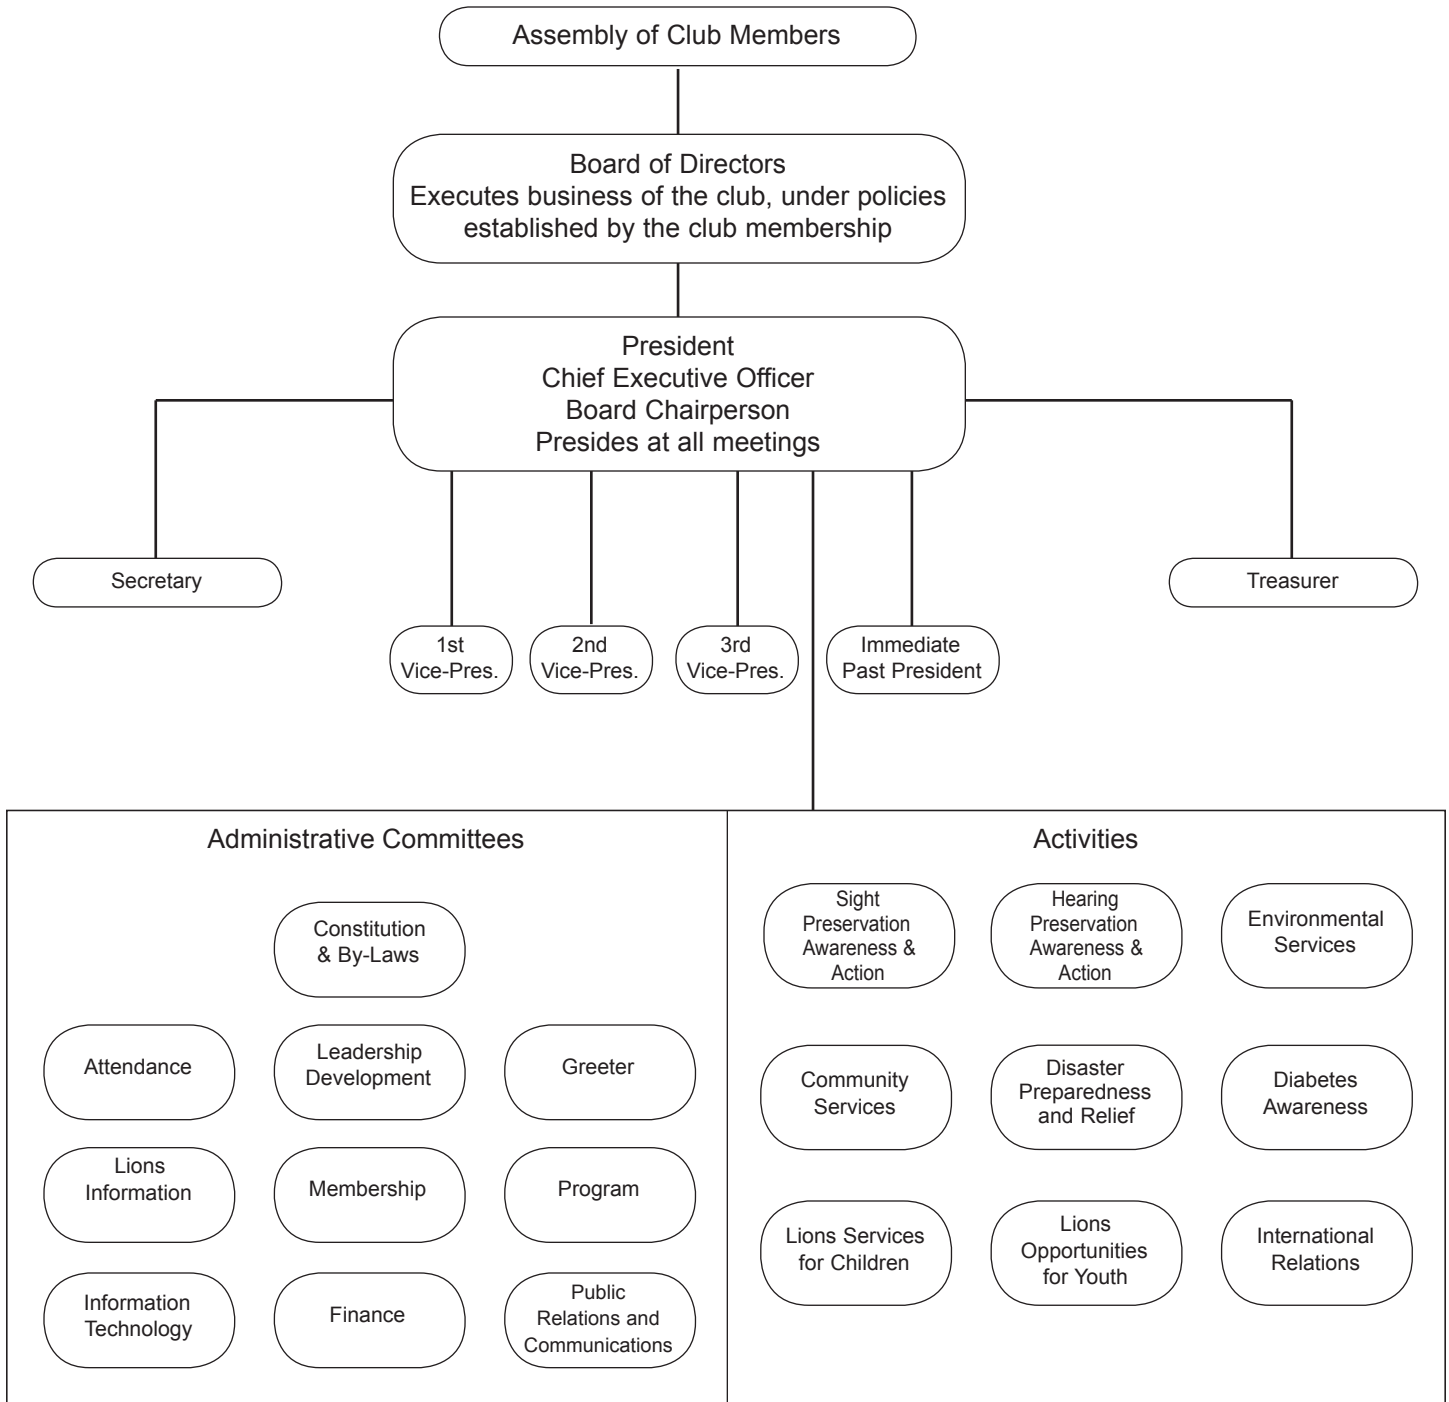 Assembly of Club Members
Board of Directors
Executes business of the club, under policies
established by the club membership
President
Chief Executive Officer
Board Chairperson
Presides at all meetings
Secretary
Treasurer
1st
Vice-Pres.
2nd
Vice-Pres.
3rd
Vice-Pres.
Immediate
Past President
Administrative Committees
Constitution
& By-Laws
Attendance
Leadership
Development
Greeter
Lions
Information
Membership
Program
Information
Technology
Finance
Public
Relations and
Communications
Activities
Sight
Preservation
Awareness &
Action
Hearing
Preservation
Awareness &
Action
Environmental
Services
Community
Services
Disaster
Preparedness
and Relief
Diabetes
Awareness
Lions Services
for Children
Lions
Opportunities
for Youth
International
Relations